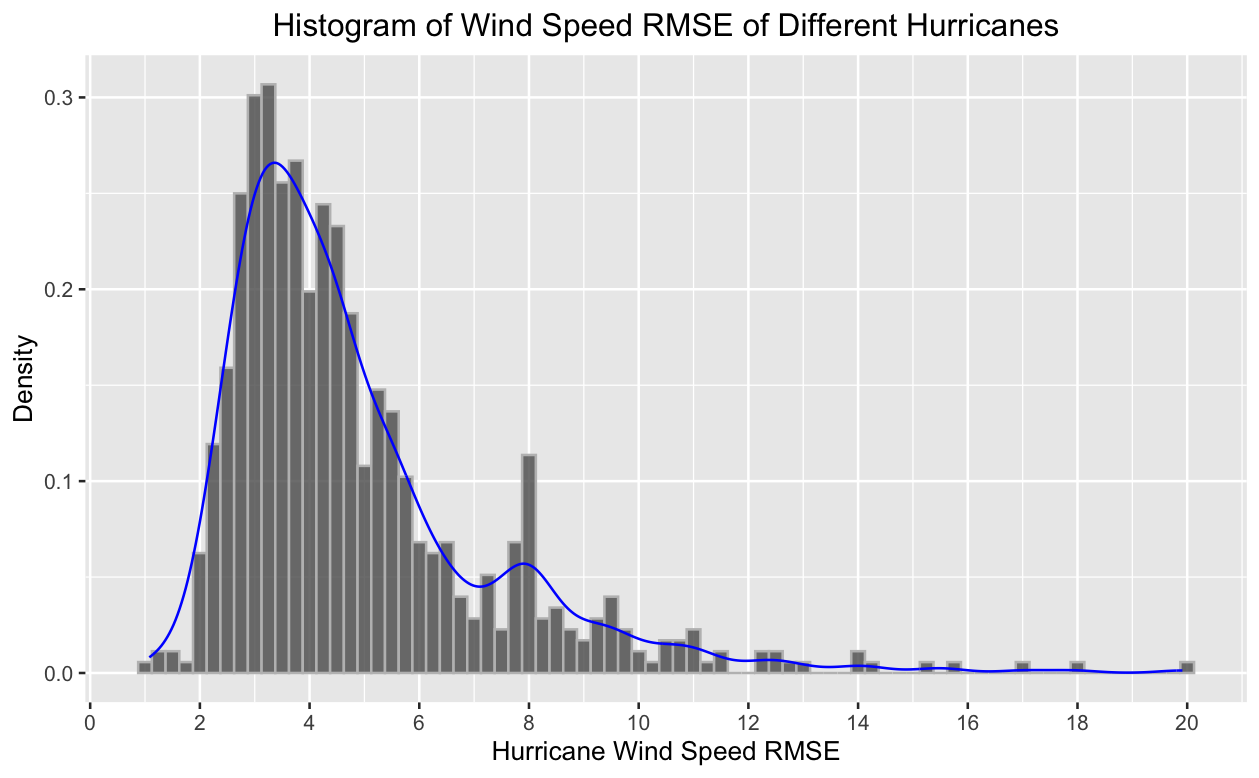 Histogram of Wind Speed RMSE of Different Hurricanes
Density
0.3
0.2
0.1
0.0
0 2 4 6 8 10 12 14 16 18 20
Hurricane Wind Speed RMSE